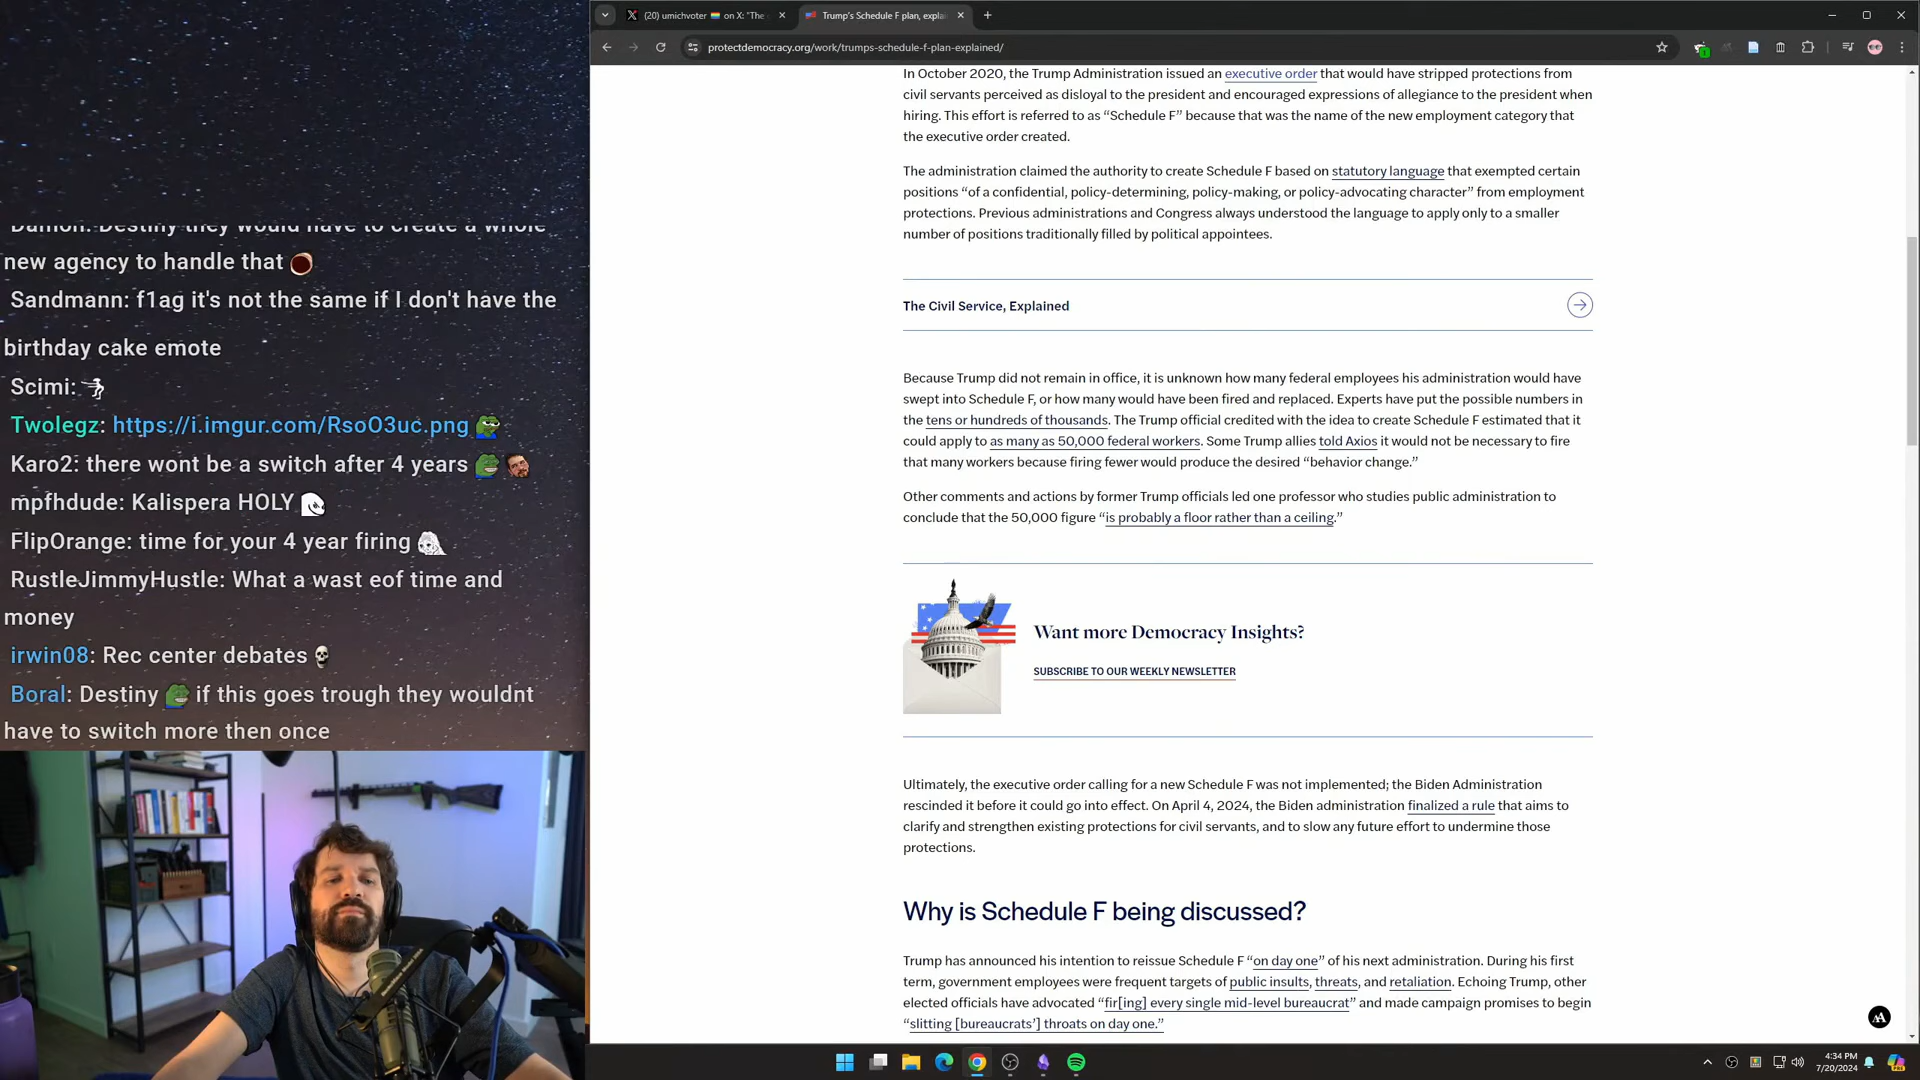 (20) umichvoter on X: "The
Trump's Schedule F plan, expla
protectdemocracy.org/work/trumps-schedule-f-plan-explained/
Damon: Destiny they would have to create a whole
new agency to handle that
Sandmann: f1ag it's not the same if I don't have the
birthday cake emote
Scimi:
Twolegz: https://i.imgur.com/RsoO3uc.png
Karo2: there wont be a switch after 4 years
mpfhdude: Kalispera HOLY
FlipOrange: time for your 4 year firing
RustleJimmyHustle: What a wast eof time and
money
irwin08: Rec center debates
Boral: Destiny if this goes trough they wouldnt
have to switch more then once
In October 2020, the Trump Administration issued an executive order that would have stripped protections from
civil servants perceived as disloyal to the president and encouraged expressions of allegiance to the president when
hiring. This effort is referred to as “Schedule F” because that was the name of the new employment category that
the executive order created.
The administration claimed the authority to create Schedule F based on statutory language that exempted certain
positions “of a confidential, policy-determining, policy-making, or policy-advocating character” from employment
protections. Previous administrations and Congress always understood the language to apply only to a smaller
number of positions traditionally filled by political appointees.
The Civil Service, Explained
Because Trump did not remain in office, it is unknown how many federal employees his administration would have
swept into Schedule F, or how many would have been fired and replaced. Experts have put the possible numbers in
the tens or hundreds of thousands. The Trump official credited with the idea to create Schedule F estimated that it
could apply to as many as 50,000 federal workers. Some Trump allies told Axios it would not be necessary to fire
that many workers because firing fewer would produce the desired “behavior change.”
Other comments and actions by former Trump officials led one professor who studies public administration to
conclude that the 50,000 figure “is probably a floor rather than a ceiling.”
Want more Democracy Insights?
SUBSCRIBE TO OUR WEEKLY NEWSLETTER
Ultimately, the executive order calling for a new Schedule F was not implemented; the Biden Administration
rescinded it before it could go into effect. On April 4, 2024, the Biden administration finalized a rule that aims to
clarify and strengthen existing protections for civil servants, and to slow any future effort to undermine those
protections.
Why is Schedule F being discussed?
Trump has announced his intention to reissue Schedule F “on day one” of his next administration. During his first
term, government employees were frequent targets of public insults, threats, and retaliation. Echoing Trump, other
elected officials have advocated “fir[ing] every single mid-level bureaucrat” and made campaign promises to begin
“slitting [bureaucrats’] throats on day one.”
4:34 PM
7/20/2024